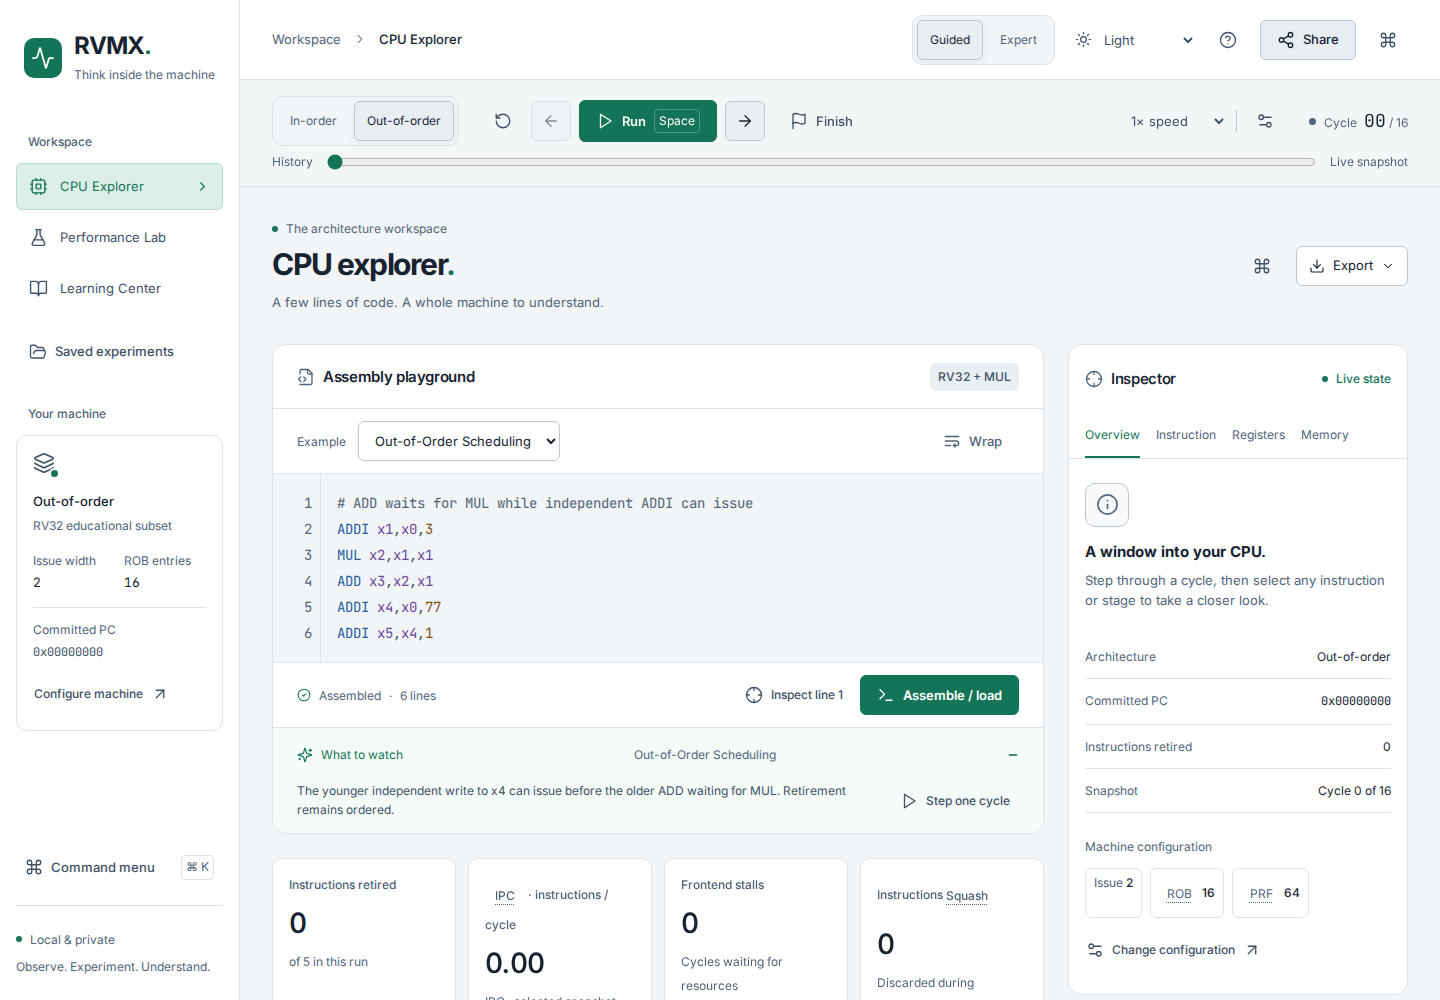 RVMX.
Think inside the machine
Workspace
CPU Explorer
Performance Lab
Learning Center
Saved experiments
Your machine
Out-of-order
RV32 educational subset
Issue width ROB entries
2 16
Committed PC
0x00000000
Configure machine
Command menu ⌘ K
Local & private
Observe. Experiment. Understand.
Workspace CPU Explorer
Guided Expert Light Share
In-order Out-of-order Run Space Finish 1× speed Cycle 00 / 16
History Live snapshot
The architecture workspace
CPU explorer.
A few lines of code. A whole machine to understand.
Export
Assembly playground RV32 + MUL
Example Out-of-Order Scheduling Wrap
1 # ADD waits for MUL while independent ADDI can issue
2 ADDI x1,x0,3
3 MUL x2,x1,x1
4 ADD x3,x2,x1
5 ADDI x4,x0,77
6 ADDI x5,x4,1
Assembled · 6 lines Inspect line 1 Assemble / load
What to watch Out-of-Order Scheduling
The younger independent write to x4 can issue before the older ADD waiting for MUL. Retirement
remains ordered.
Step one cycle
Instructions retired
0
of 5 in this run
IPC · instructions /
cycle
0.00
Frontend stalls
0
Cycles waiting for
resources
Instructions Squash
0
Discarded during
Inspector Live state
Overview Instruction Registers Memory
A window into your CPU.
Step through a cycle, then select any instruction
or stage to take a closer look.
Architecture Out-of-order
Committed PC 0x00000000
Instructions retired 0
Snapshot Cycle 0 of 16
Machine configuration
Issue 2 ROB 16 PRF 64
Change configuration